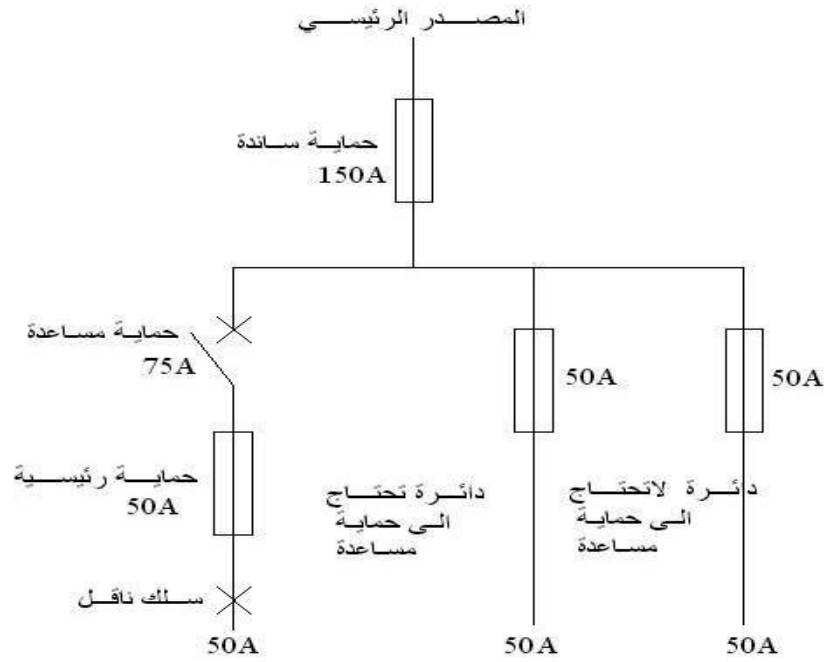 المصدر الرئيسي
حماية ساندة
150A
حماية مساعدة
75A
50A
50A
حماية رئيسية
50A
دائرة تحتاج
الى حماية
مساعدة
دائرة لاتحتاج
الى حماية
مساعدة
سلك ناقل
50A
50A
50A